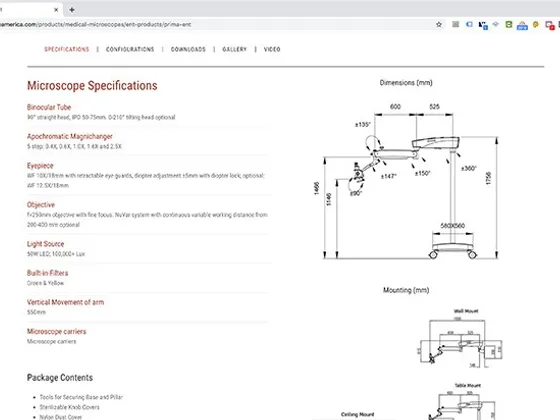 america.com/products/medical-microscopes/ent-products/prima-ent
SPECIFICATIONS | CONFIGURATIONS | DOWNLOADS | GALLERY | VIDEO
Microscope Specifications
Binocular Tube
90° straight head, IPD 50-75mm. 0-210° tilting head optional
Apochromatic Magnichanger
5 step: 0.4X, 0.6X, 1.0X, 1.6X and 2.5X
Eyepiece
WF 10X/18mm with retractable eye guards, dioptre adjustment ±6mm with diopter lock; optional:
WF 12.5X/18mm
Objective
f=250mm objective with fine focus. NuVar system with continuous variable working distance from
200-400 mm optional
Light Source
50W LED; 100,000+ Lux
Built-in Filters
Green & Yellow
Vertical Movement of arm
550mm
Microscope carriers
Microscope carriers
Package Contents
Tools for Securing Base and Pillar
Sterilizable Knob Covers
Nylon Dust Cover
Dimensions (mm)
600
525
±135°
±147°
±150°
±360°
±90°
1466
1146
1756
580X560
Mounting (mm)
Wall Mount
Table Mount
Ceiling Mount